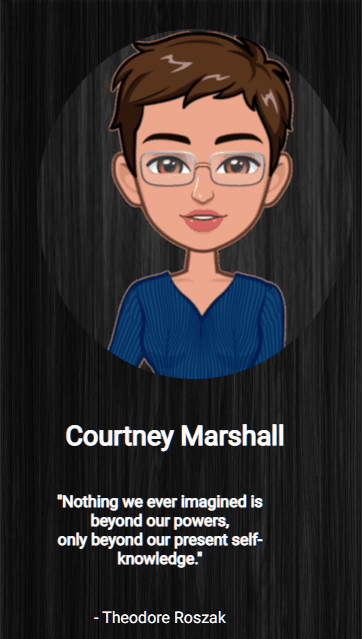 Courtney Marshall
"Nothing we ever imagined is
beyond our powers,
only beyond our present self-
knowledge."
- Theodore Roszak